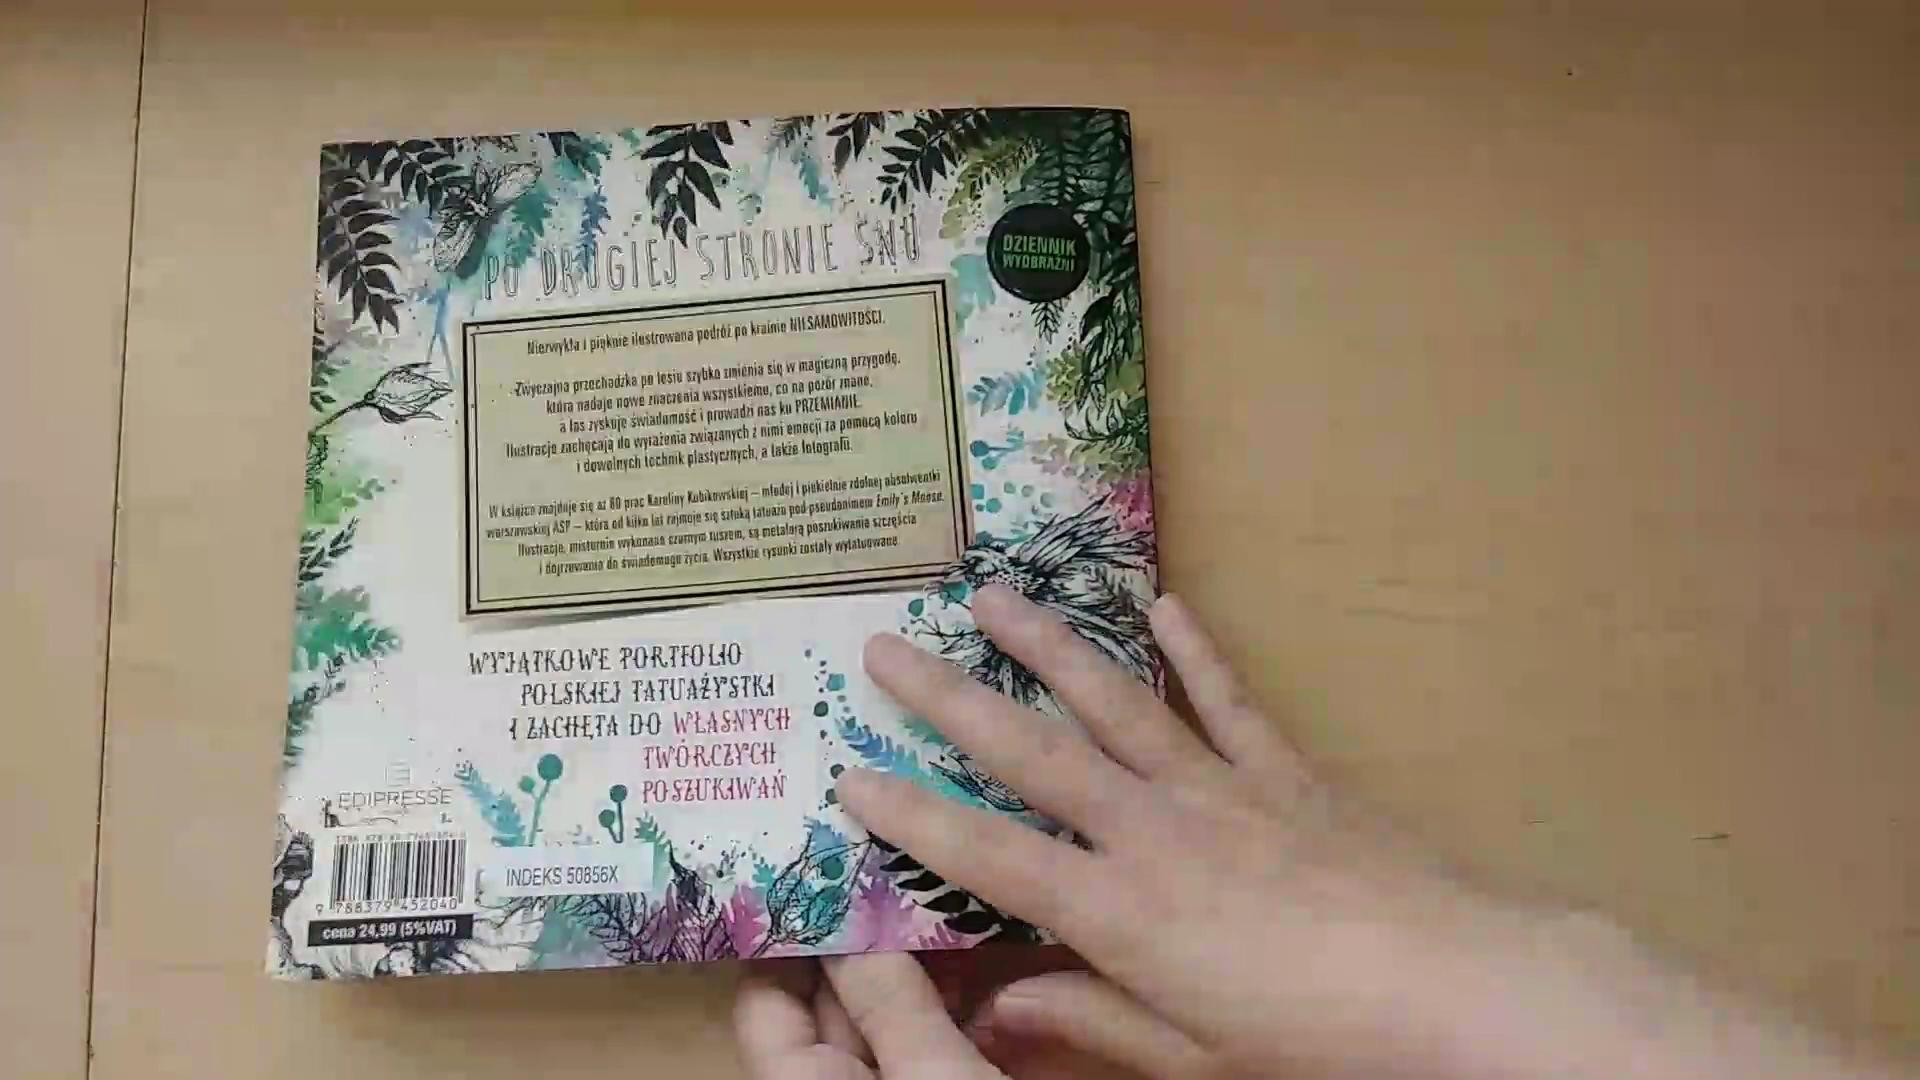 PO DRUGIEJ STRONIE SNU
DZIENNIK
WYOBRAŹNI
Niezwykła i pięknie ilustrowana podróż po krainie NIESAMOWITOŚCI.
Zwyczajna przechadzka po lesie szybko zmienia się w magiczną przygodę,
która nadaje nowe znaczenia wszystkiemu, co na pozór znane,
a las zyskuje świadomość i prowadzi nas ku PRZEMIANIE.
Ilustracje zachęcają do wyrażenia związanych z nimi emocji za pomocą koloru
i dowolnych technik plastycznych, a także fotografii.
W książce znajduje się aż 80 prac Karoliny Kubikowskiej – młodej i piekielnie zdolnej absolwentki
warszawskiej ASP – która od kilku lat zajmuje się sztuką tatuażu pod pseudonimem Emily's Moose.
Ilustracje, misternie wykonane czarnym tuszem, są metaforą poszukiwania szczęścia
i dojrzewania do świadomego życia. Wszystkie rysunki zostały wytatuowane.
WYJĄTKOWE PORTFOLIO
POLSKIEJ TATUAŻYSTKI
I ZACHĘTA DO WŁASNYCH
TWÓRCZYCH
POSZUKIWAŃ
EDIPRESSE
INDEKS 50856X
9 788379 452040
cena 24,99 (5%VAT)